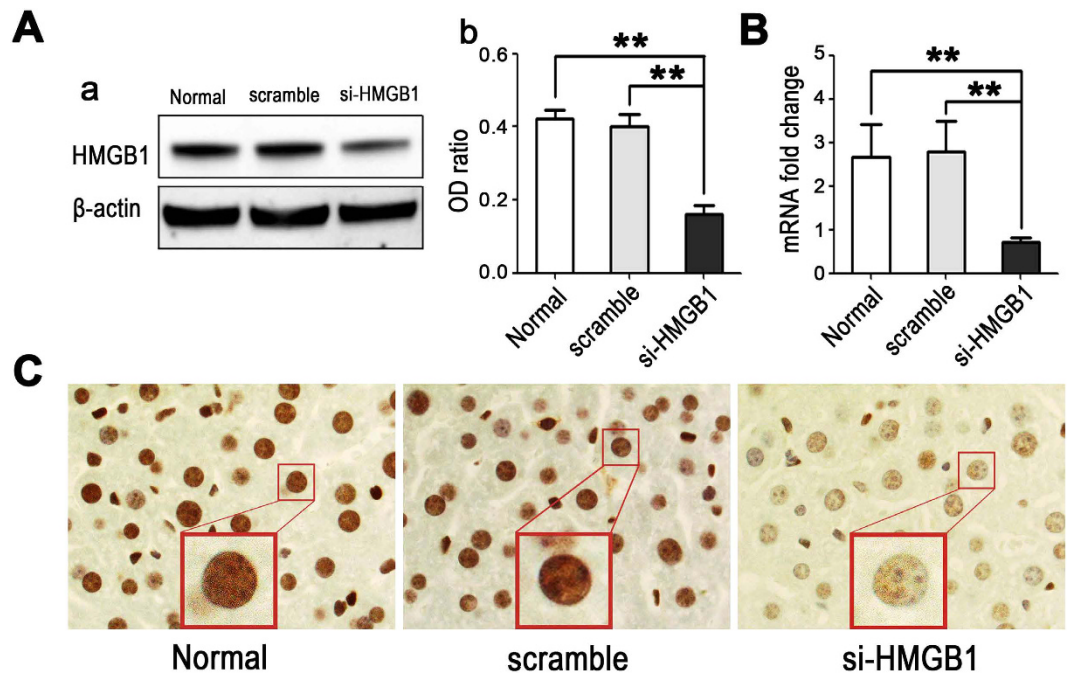 A
a
Normal scramble si-HMGB1
HMGB1
β-actin
b
OD ratio
0.6
0.4
0.2
0.0
**
**
Normal
scramble
si-HMGB1
B
mRNA fold change
5
4
3
2
1
0
**
**
Normal
scramble
si-HMGB1
C
Normal scramble si-HMGB1